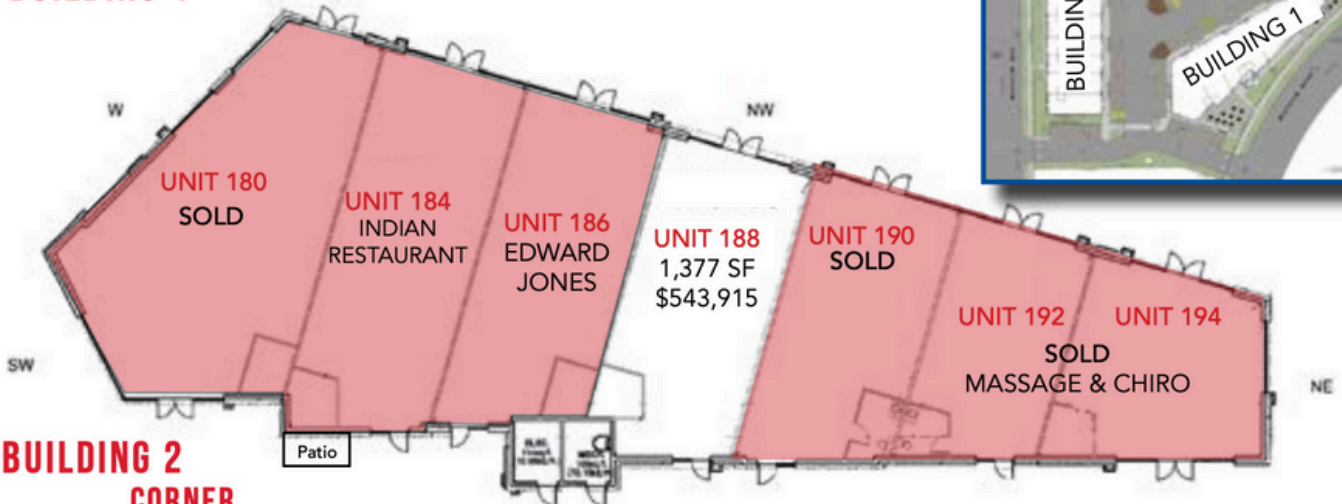 BUILDING 1
W
NW
UNIT 180
SOLD
UNIT 184
INDIAN
RESTAURANT
UNIT 186
EDWARD
JONES
UNIT 188
1,377 SF
$543,915
UNIT 190
SOLD
UNIT 192
UNIT 194
SOLD
MASSAGE & CHIRO
SW
NE
Patio
BUILDING 2
CORNER